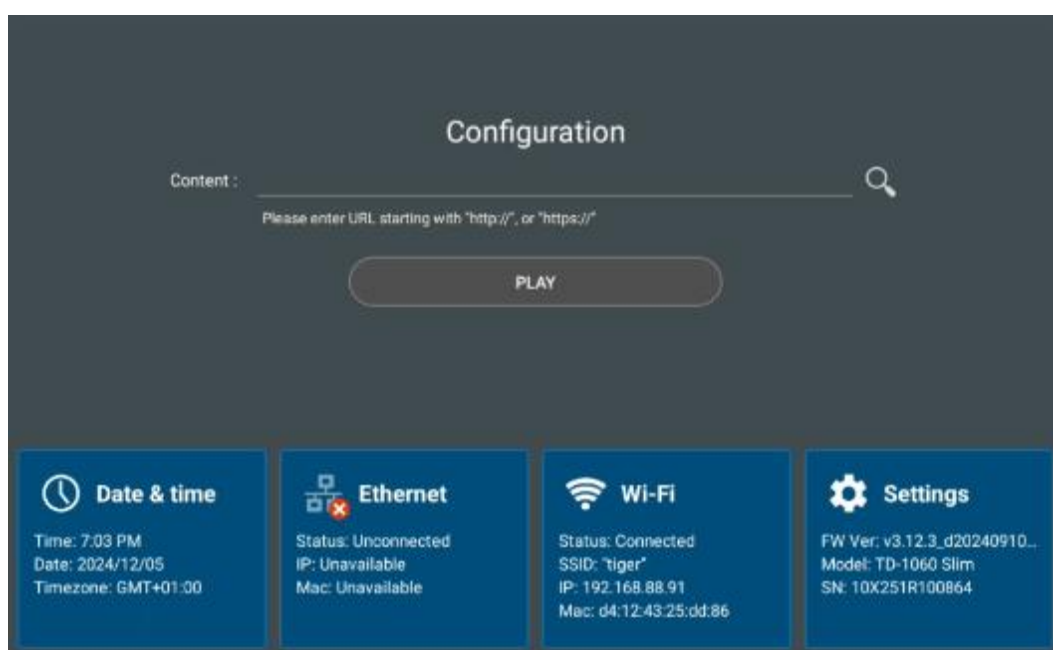 Configuration
Content :
Please enter URL starting with "http://", or "https://"
PLAY
Date & time
Time: 7:03 PM
Date: 2024/12/05
Timezone: GMT+01:00
Ethernet
Status: Unconnected
IP: Unavailable
Mac: Unavailable
Wi-Fi
Status: Connected
SSID: "tiger"
IP: 192.168.88.91
Mac: d4:12:43:25:dd:86
Settings
FW Ver: v3.12.3_d20240910...
Model: TD-1060 Slim
SN: 10X251R100864